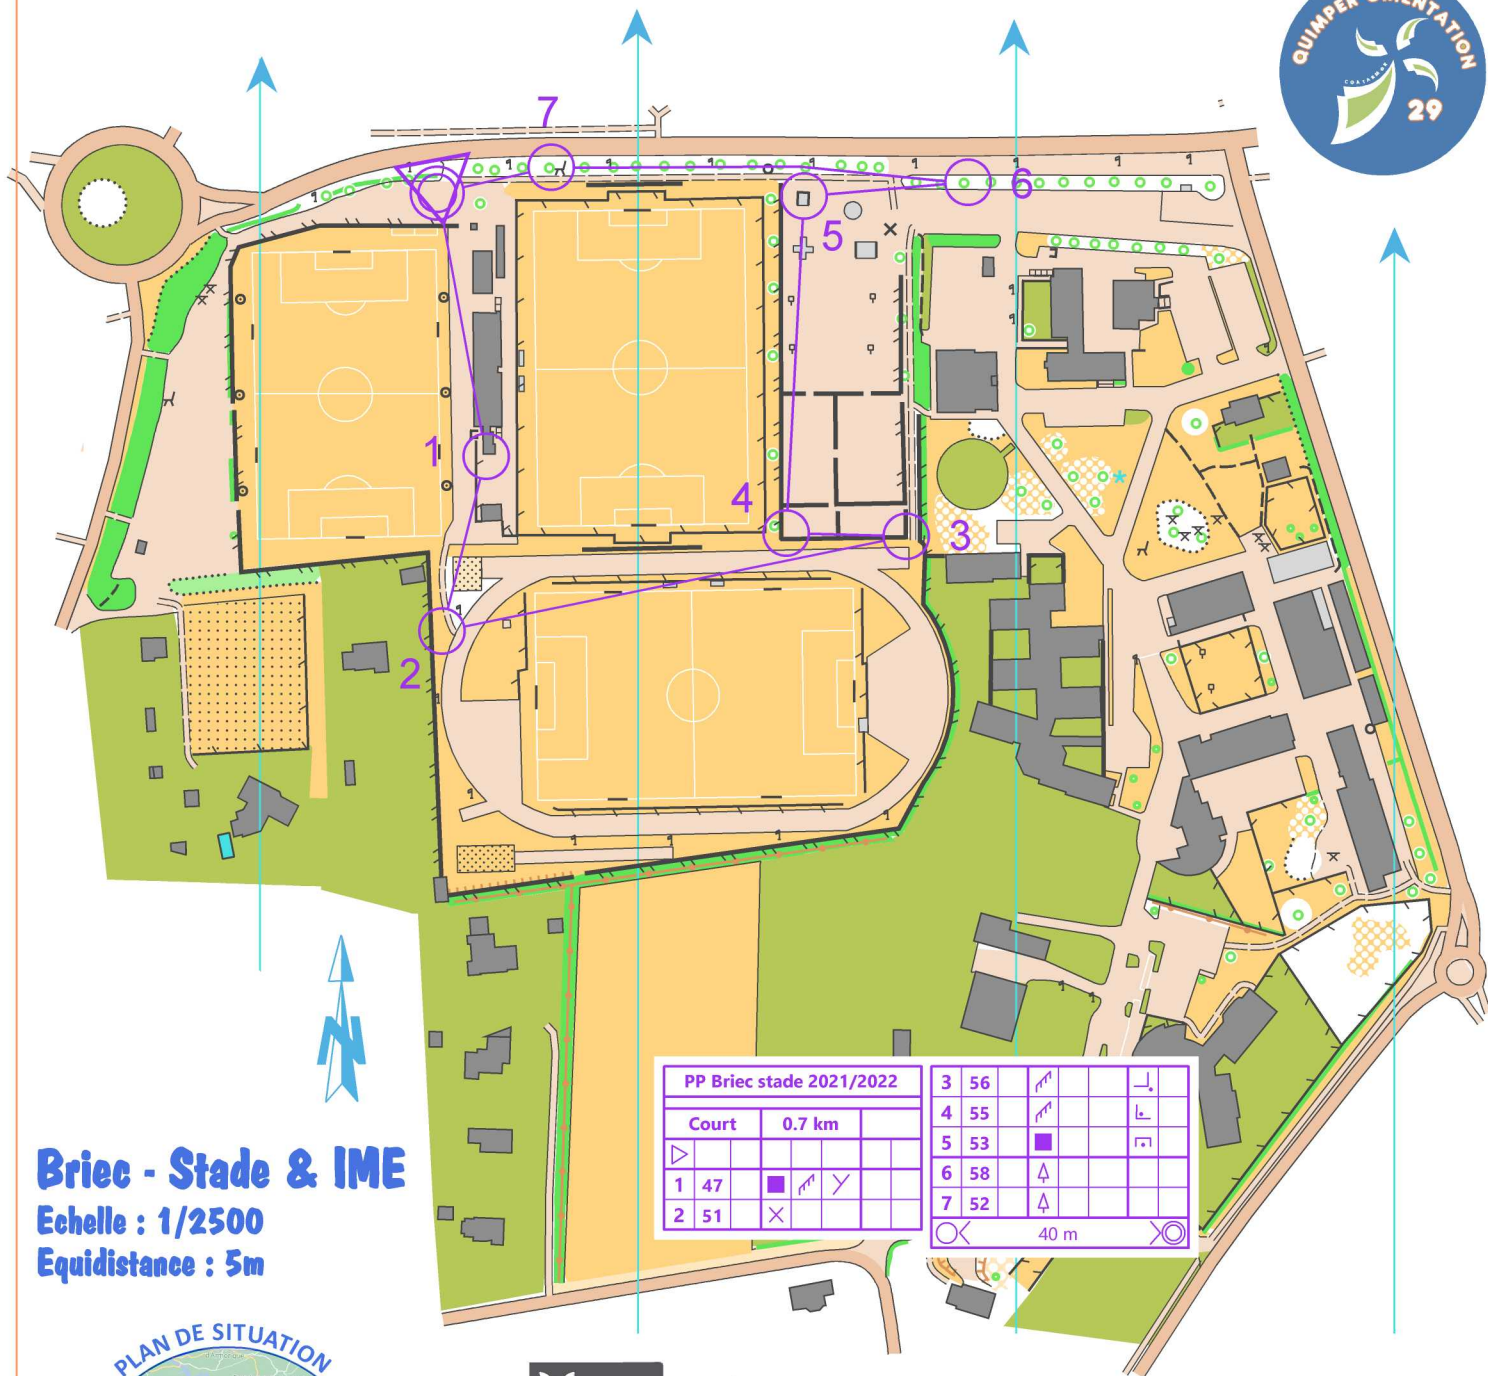 QUIMPER ORIENTATION
COATARMOR
29
7
6
5
1
4
3
2
N
PP Briec stade 2021/2022
Court 0.7 km
1 47
2 51
3 56
4 55
5 53
6 58
7 52
40 m
Briec - Stade & IME
Echelle : 1/2500
Equidistance : 5m
PLAN DE SITUATION